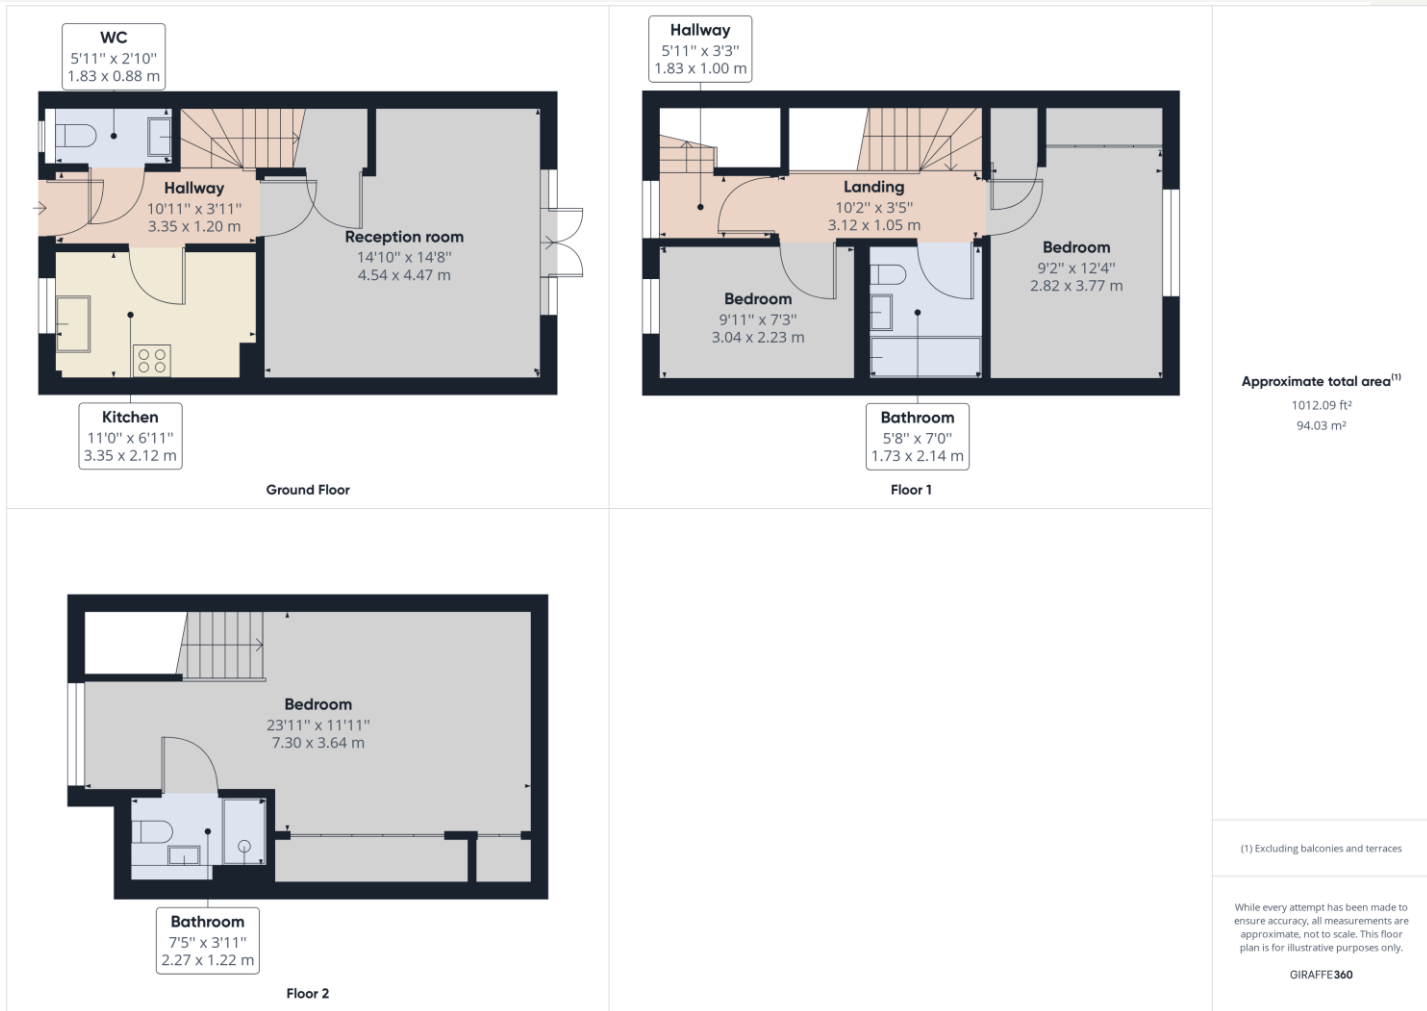 WC
5'11" x 2'10"
1.83 x 0.88 m
Hallway
10'11" x 3'11"
3.35 x 1.20 m
Reception room
14'10" x 14'8"
4.54 x 4.47 m
Kitchen
11'0" x 6'11"
3.35 x 2.12 m
Ground Floor
Hallway
5'11" x 3'3"
1.83 x 1.00 m
Landing
10'2" x 3'5"
3.12 x 1.05 m
Bedroom
9'2" x 12'4"
2.82 x 3.77 m
Bedroom
9'11" x 7'3"
3.04 x 2.23 m
Bathroom
5'8" x 7'0"
1.73 x 2.14 m
Floor 1
Bedroom
23'11" x 11'11"
7.30 x 3.64 m
Bathroom
7'5" x 3'11"
2.27 x 1.22 m
Floor 2
Approximate total area(1)
1012.09 ft²
94.03 m²
(1) Excluding balconies and terraces
While every attempt has been made to
ensure accuracy, all measurements are
approximate, not to scale. This floor
plan is for illustrative purposes only.
GIRAFFE360